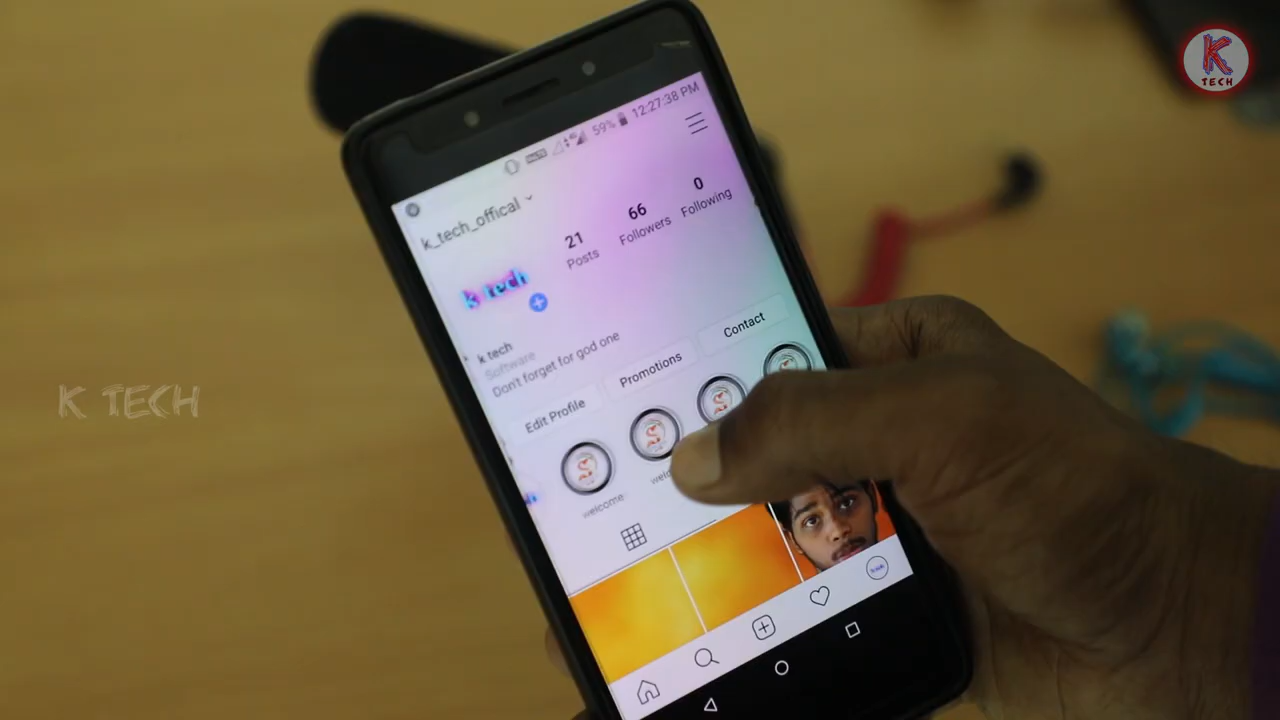 K
TECH
59% 12:27:38 PM
k_tech_offical
21
Posts
66
Followers
0
Following
k tech
k tech
Software
Don't forget for god one
Edit Profile
Promotions
Contact
welcome
K TECH